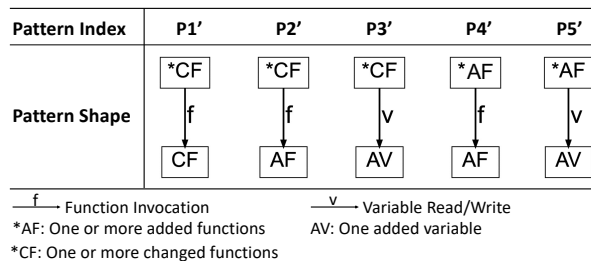 Pattern Index P1’ P2’ P3’ P4’ P5’
*CF *CF *CF *AF *AF
Pattern Shape f f v f v
CF AF AV AF AV
f Function Invocation v Variable Read/Write
*AF: One or more added functions AV: One added variable
*CF: One or more changed functions